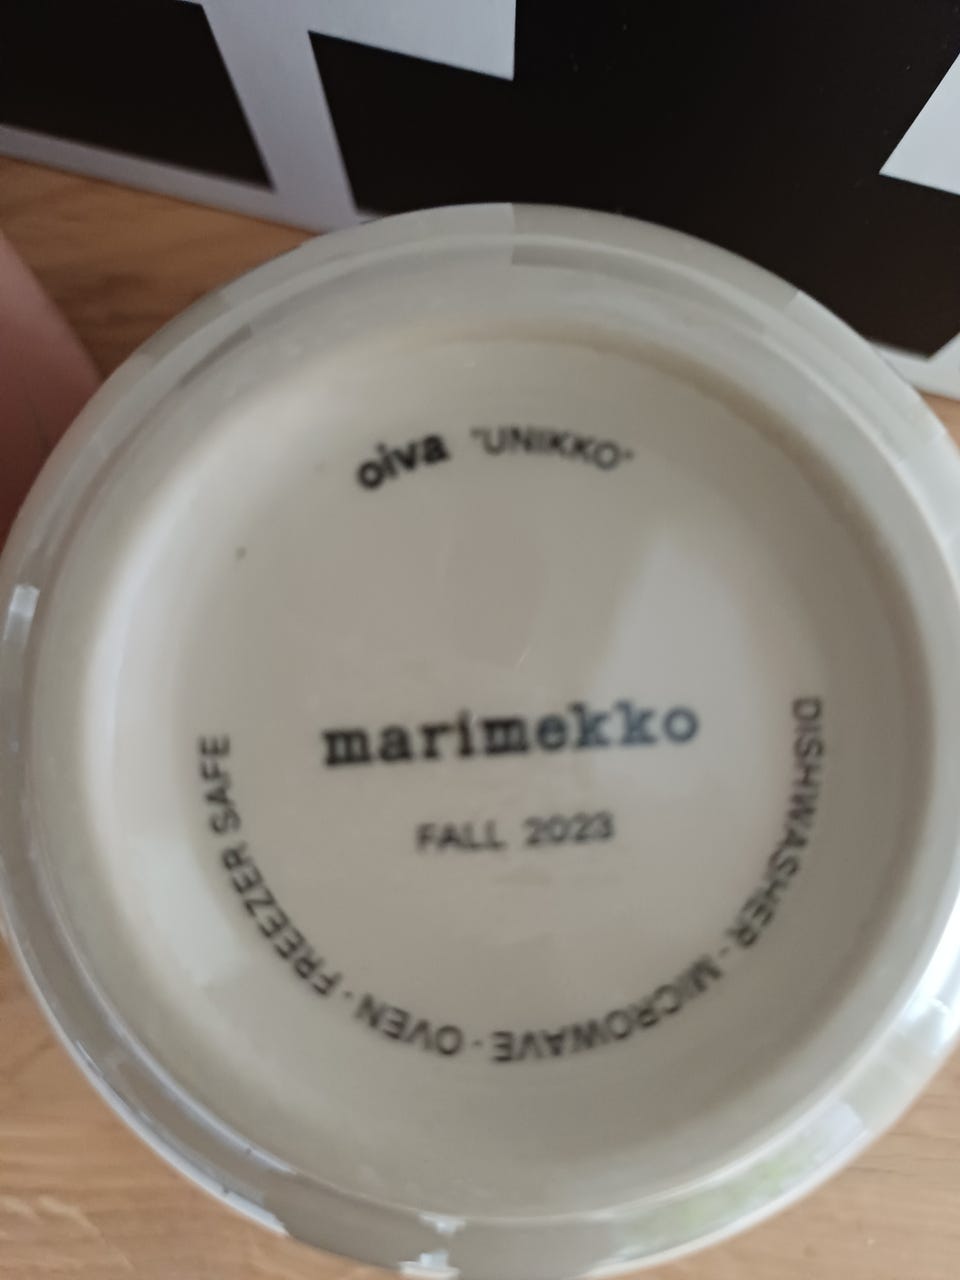 oiva "UNIKKO"
marimekko
FALL 2023
DISHWASHER · MICROWAVE · OVEN · FREEZER SAFE